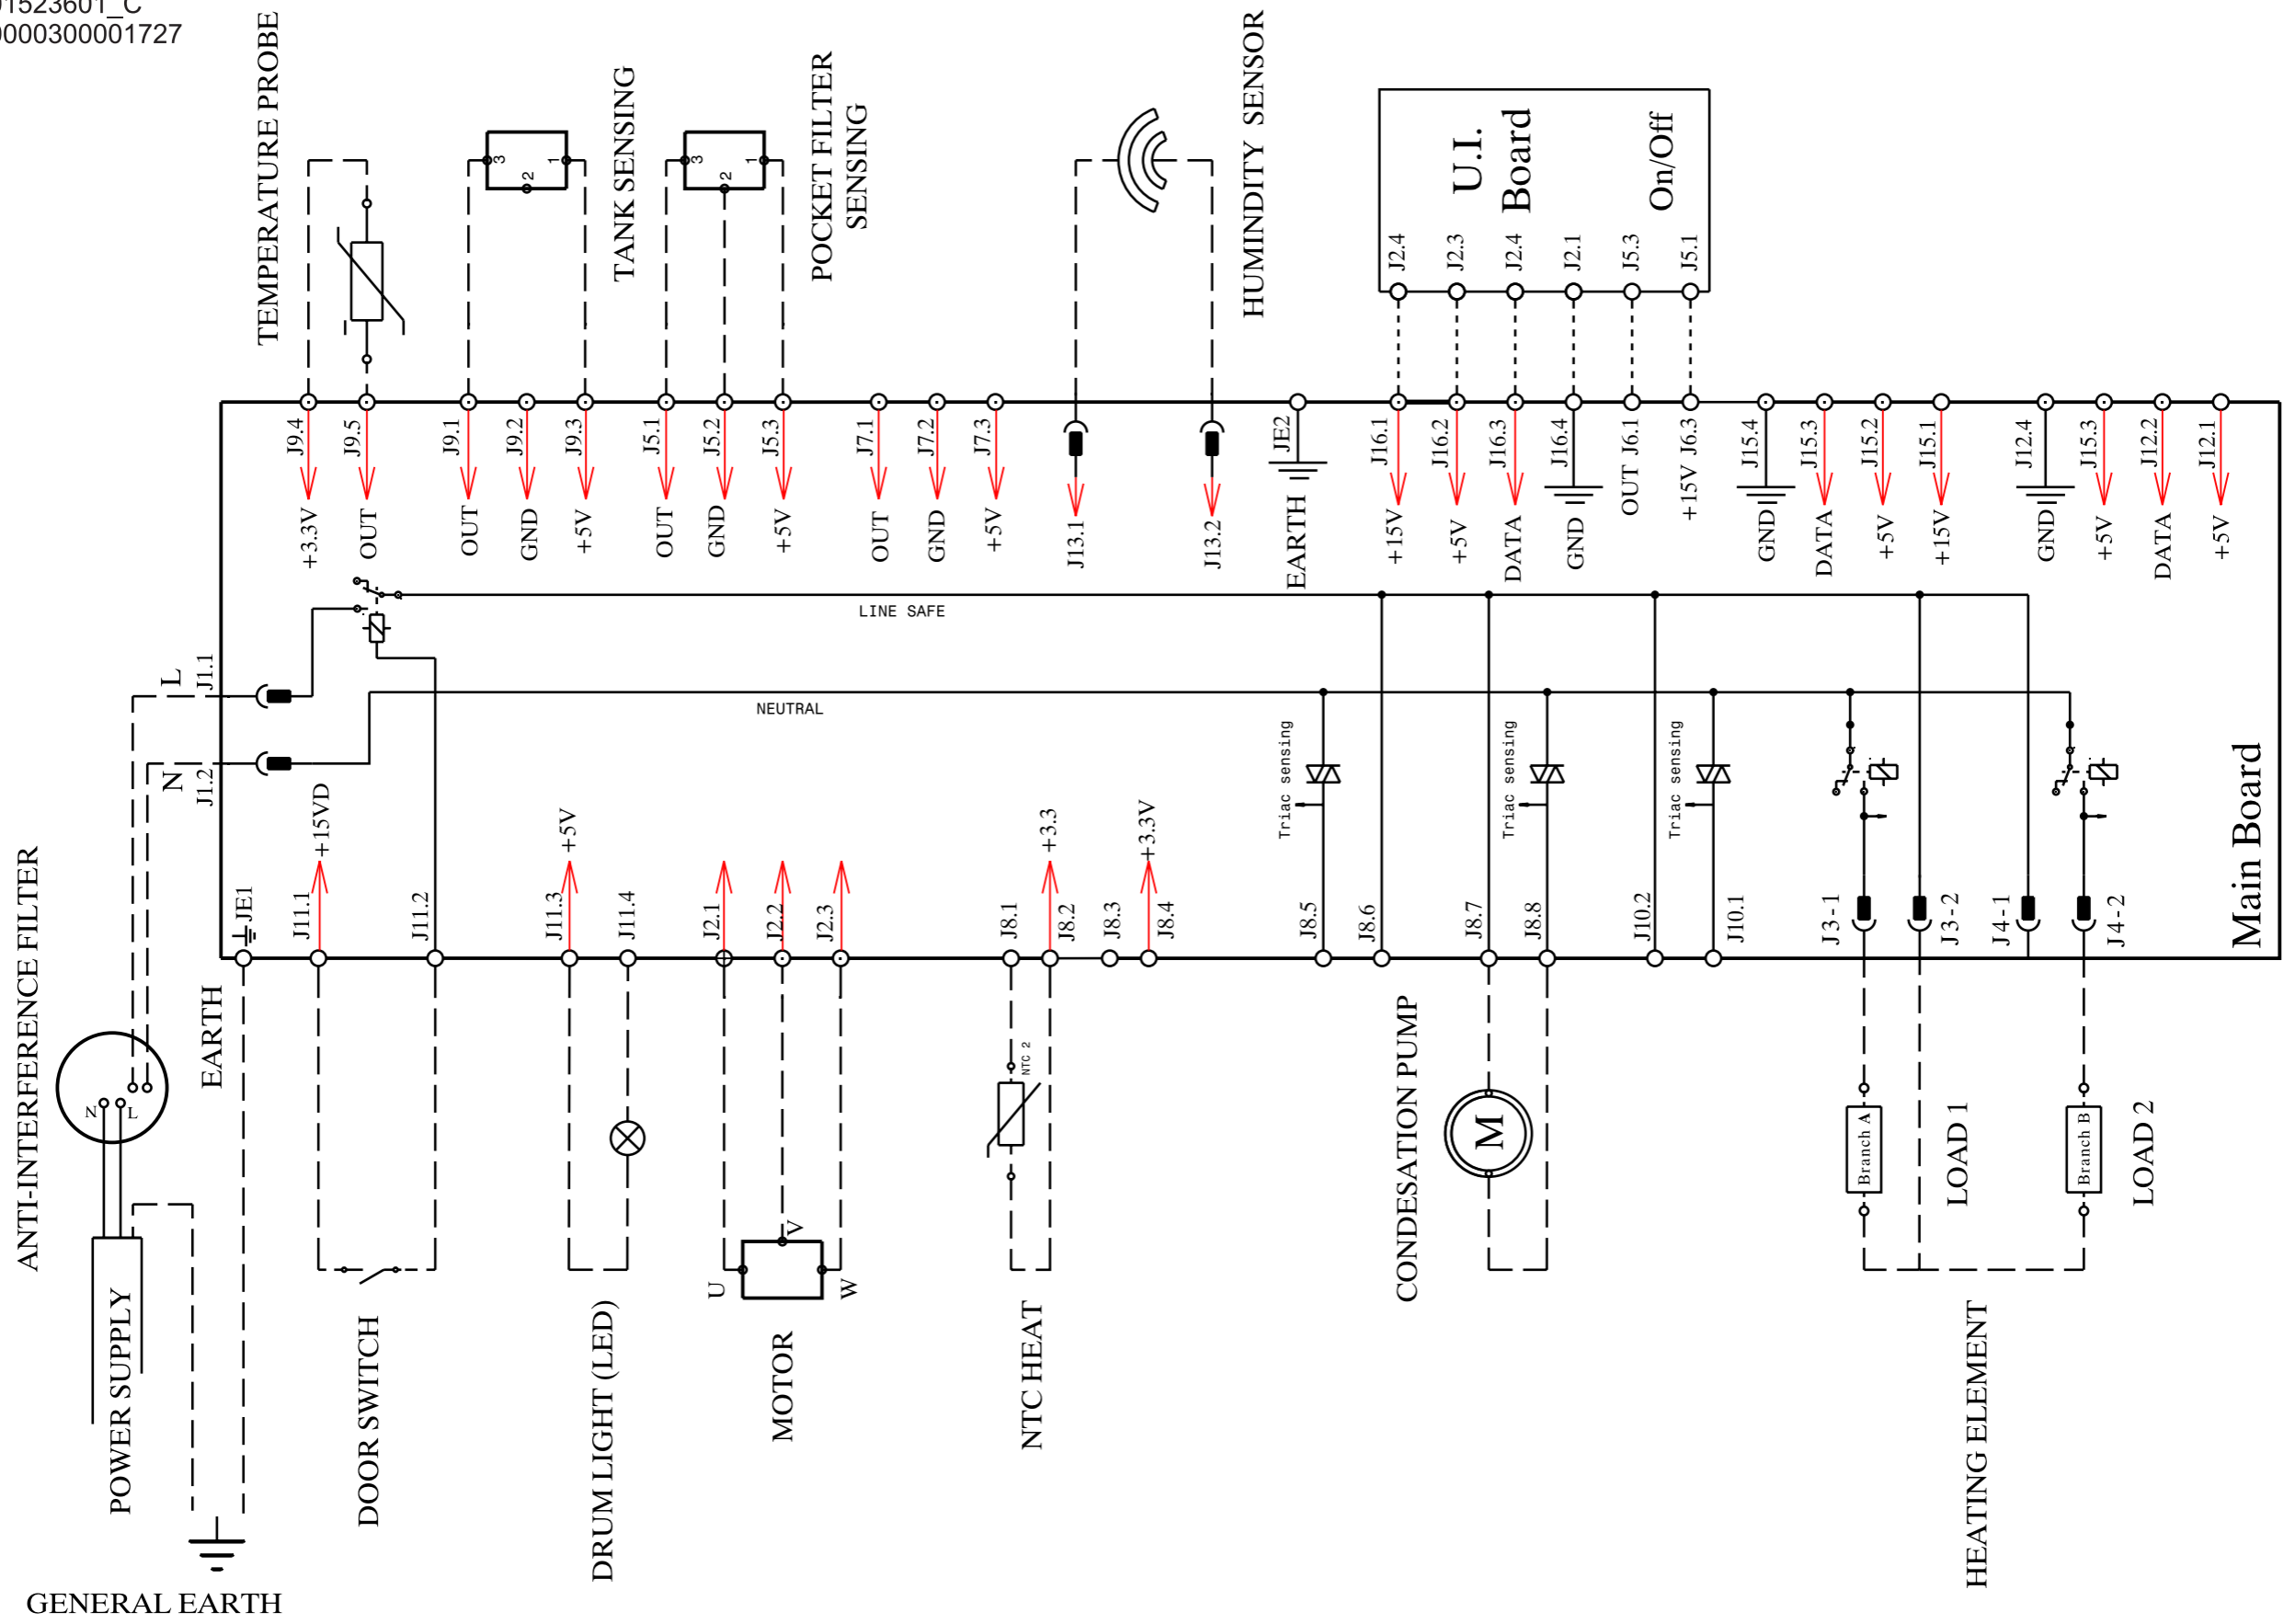 01523601_C
0000300001727
TEMPERATURE PROBE
TANK SENSING
POCKET FILTER
SENSING
HUMINDITY SENSOR
U.I.
Board
On/Off
3
2
1
3
2
1
J2.4
J2.3
J2.4
J2.1
J5.3
J5.1
J9.4
J9.5
J9.1
J9.2
J9.3
J5.1
J5.2
J5.3
J7.1
J7.2
J7.3
JE2
J16.1
J16.2
J16.3
J16.4
OUT J6.1
+15V J6.3
J15.4
J15.3
J15.2
J15.1
J12.4
J15.3
J12.2
J12.1
+3.3V
OUT
OUT
GND
+5V
OUT
GND
+5V
OUT
GND
+5V
J13.1
J13.2
EARTH
+15V
+5V
DATA
GND
GND
DATA
+5V
+15V
GND
+5V
DATA
+5V
LINE SAFE
NEUTRAL
L
J1.1
N
J1.2
Triac sensing
Triac sensing
Triac sensing
Main Board
+15VD
+5V
+3.3
+3.3V
JE1
J11.1
J11.2
J11.3
J11.4
J2.1
J2.2
J2.3
J8.1
J8.2
J8.3
J8.4
J8.5
J8.6
J8.7
J8.8
J10.2
J10.1
J3-1
J3-2
J4-1
J4-2
ANTI-INTERFERENCE FILTER
N
L
EARTH
POWER SUPPLY
GENERAL EARTH
DOOR SWITCH
DRUM LIGHT (LED)
U
V
W
MOTOR
NTC 2
NTC HEAT
CONDESATION PUMP
M
Branch A
LOAD 1
Branch B
LOAD 2
HEATING ELEMENT